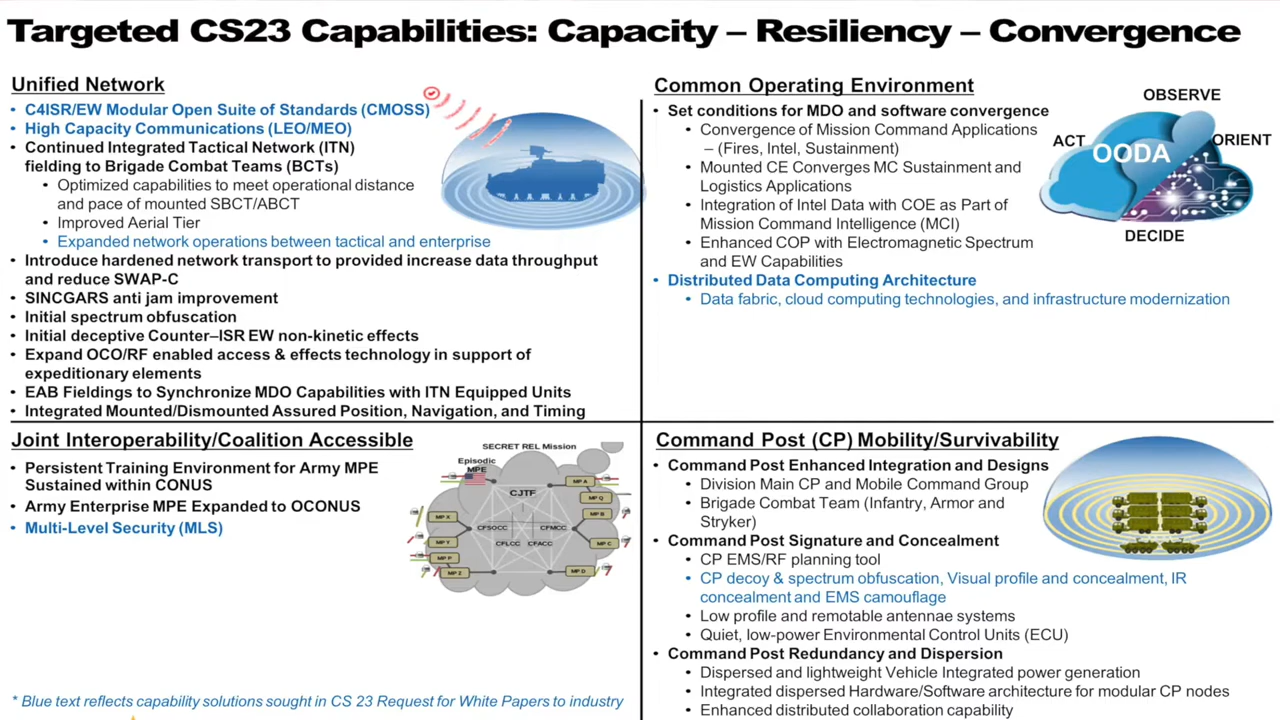 Targeted CS23 Capabilities: Capacity – Resiliency – Convergence
Unified Network
• C4ISR/EW Modular Open Suite of Standards (CMOSS)
• High Capacity Communications (LEO/MEO)
• Continued Integrated Tactical Network (ITN)
fielding to Brigade Combat Teams (BCTs)
• Optimized capabilities to meet operational distance
and pace of mounted SBCT/ABCT
• Improved Aerial Tier
• Expanded network operations between tactical and enterprise
• Introduce hardened network transport to provided increase data throughput
and reduce SWAP-C
• SINCGARS anti jam improvement
• Initial spectrum obfuscation
• Initial deceptive Counter–ISR EW non-kinetic effects
• Expand OCO/RF enabled access & effects technology in support of
expeditionary elements
• EAB Fieldings to Synchronize MDO Capabilities with ITN Equipped Units
• Integrated Mounted/Dismounted Assured Position, Navigation, and Timing
Common Operating Environment
• Set conditions for MDO and software convergence
• Convergence of Mission Command Applications
– (Fires, Intel, Sustainment)
• Mounted CE Converges MC Sustainment and
Logistics Applications
• Integration of Intel Data with COE as Part of
Mission Command Intelligence (MCI)
• Enhanced COP with Electromagnetic Spectrum
and EW Capabilities
• Distributed Data Computing Architecture
• Data fabric, cloud computing technologies, and infrastructure modernization
OBSERVE
ACT
OODA
ORIENT
DECIDE
Joint Interoperability/Coalition Accessible
• Persistent Training Environment for Army MPE
Sustained within CONUS
• Army Enterprise MPE Expanded to OCONUS
• Multi-Level Security (MLS)
SECRET REL Mission
Episodic
MPE
CJTF
MP A
MP Q
MP B
MP X
CFSOCC
CFMCC
MP Y
CFLCC
CFACC
MP C
MP P
MP Z
MP D
* Blue text reflects capability solutions sought in CS 23 Request for White Papers to industry
Command Post (CP) Mobility/Survivability
• Command Post Enhanced Integration and Designs
• Division Main CP and Mobile Command Group
• Brigade Combat Team (Infantry, Armor and
Stryker)
• Command Post Signature and Concealment
• CP EMS/RF planning tool
• CP decoy & spectrum obfuscation, Visual profile and concealment, IR
concealment and EMS camouflage
• Low profile and remotable antennae systems
• Quiet, low-power Environmental Control Units (ECU)
• Command Post Redundancy and Dispersion
• Dispersed and lightweight Vehicle Integrated power generation
• Integrated dispersed Hardware/Software architecture for modular CP nodes
• Enhanced distributed collaboration capability